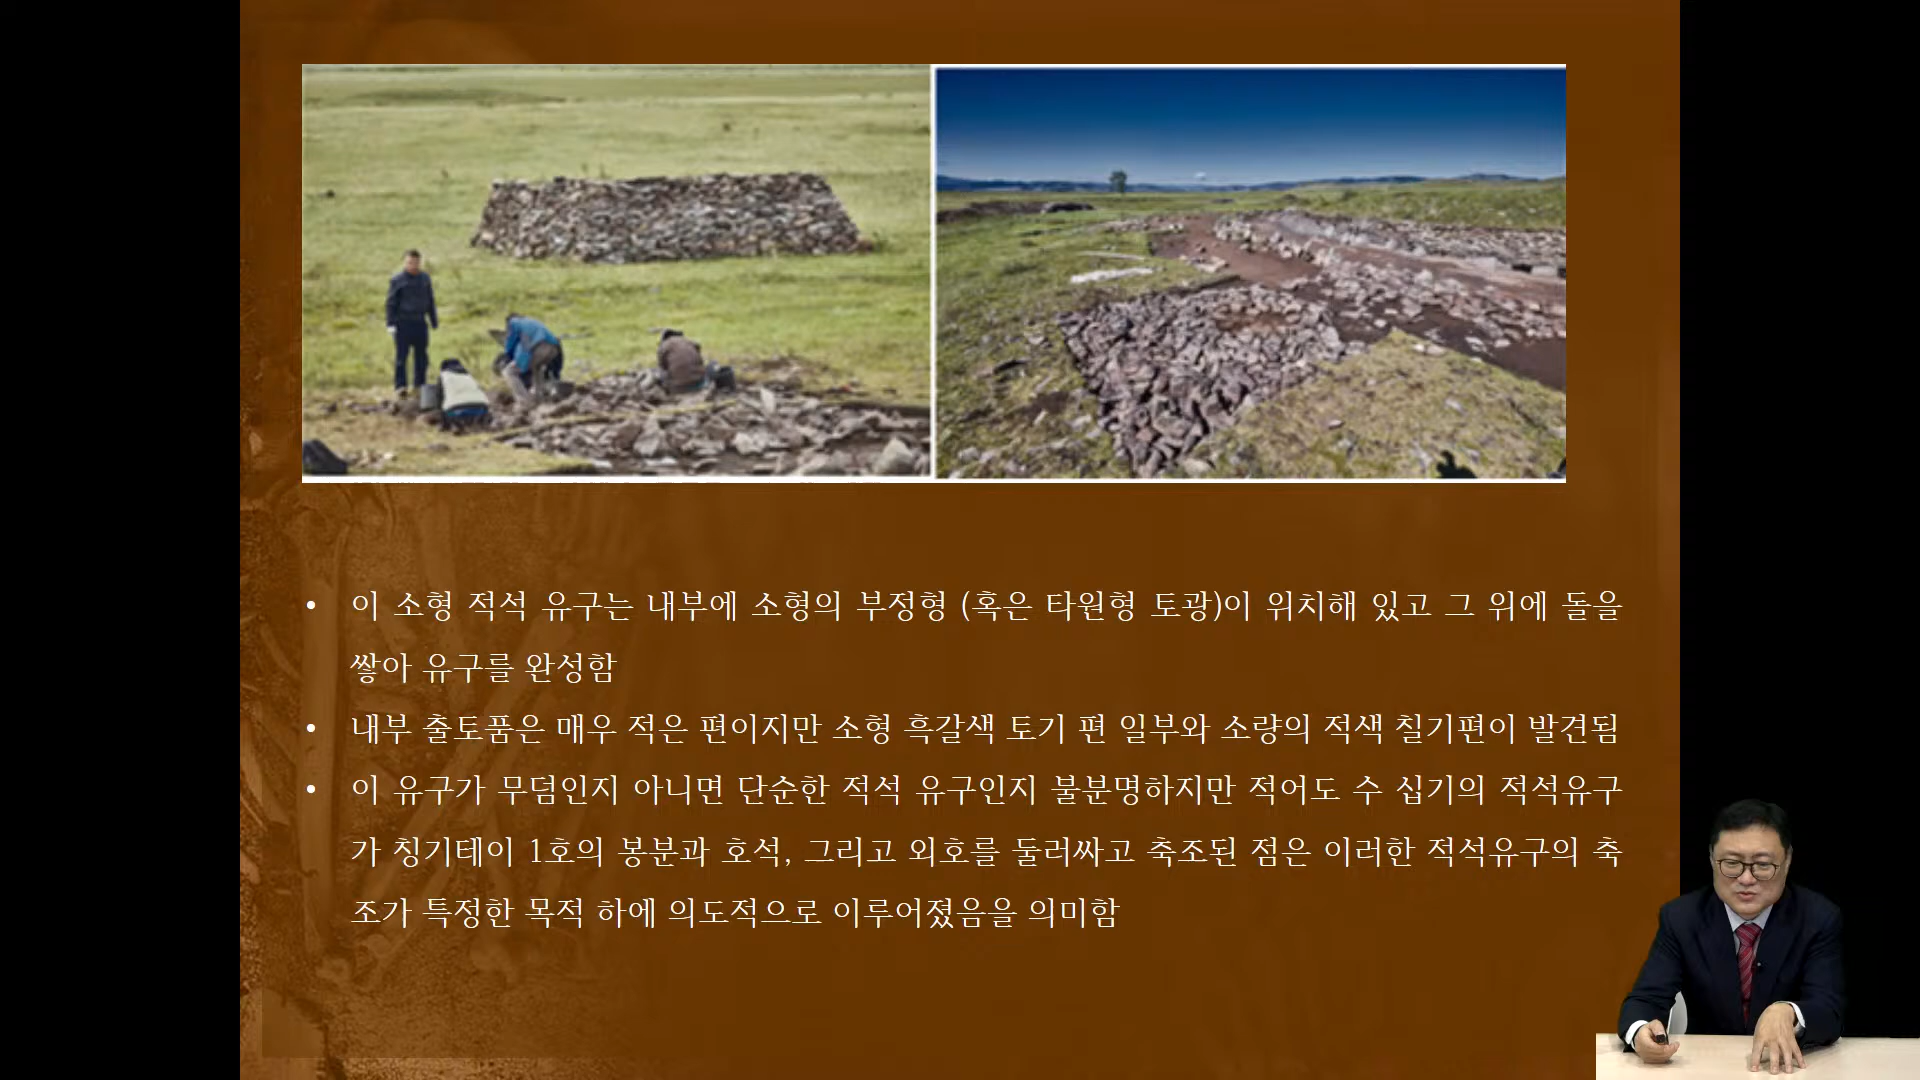 • 이 소형 적석 유구는 내부에 소형의 부정형 (혹은 타원형 토광)이 위치해 있고 그 위에 돌을
쌓아 유구를 완성함
• 내부 출토품은 매우 적은 편이지만 소형 흑갈색 토기 편 일부와 소량의 적색 칠기편이 발견됨
• 이 유구가 무덤인지 아니면 단순한 적석 유구인지 불분명하지만 적어도 수 십기의 적석유구
가 칭기테이 1호의 봉분과 호석, 그리고 외호를 둘러싸고 축조된 점은 이러한 적석유구의 축
조가 특정한 목적 하에 의도적으로 이루어졌음을 의미함